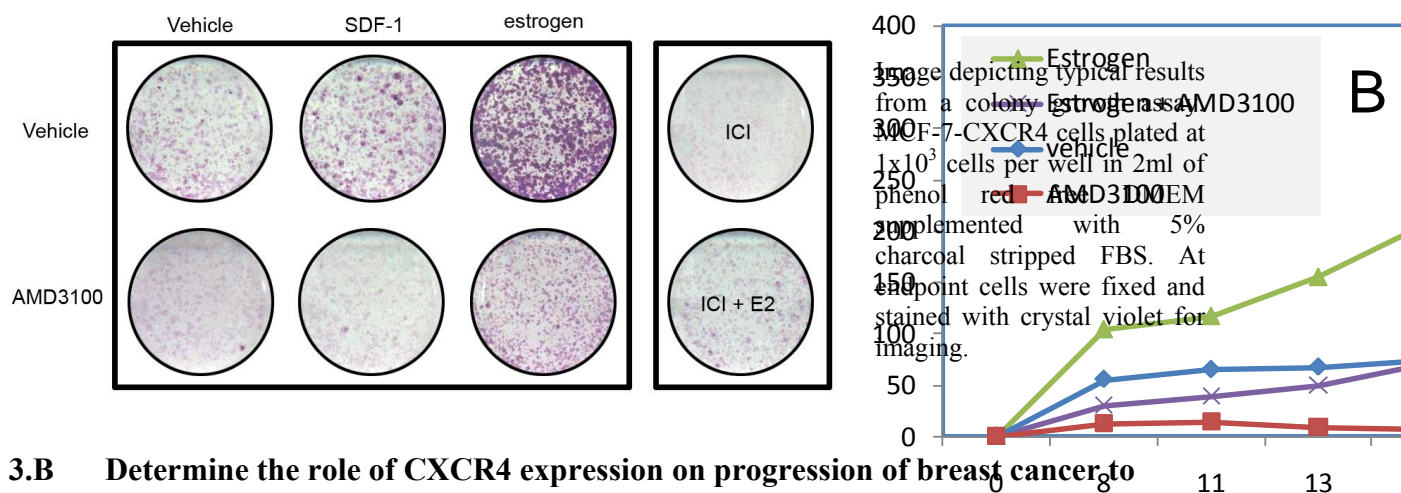 Vehicle SDF-1 estrogen
Vehicle
ICI
AMD3100
ICI + E2
Image depicting typical results
from a colony growth assay.
MCF-7-CXCR4 cells plated at
1x10³ cells per well in 2ml of
phenol red free DMEM
supplemented with 5%
charcoal stripped FBS. At
endpoint cells were fixed and
stained with crystal violet for
imaging.
B
Estrogen
Estrogen + AMD3100
vehicle
AMD3100
400
350
300
250
200
150
100
50
0
0 8 11 13
3.B Determine the role of CXCR4 expression on progression of breast cancer to